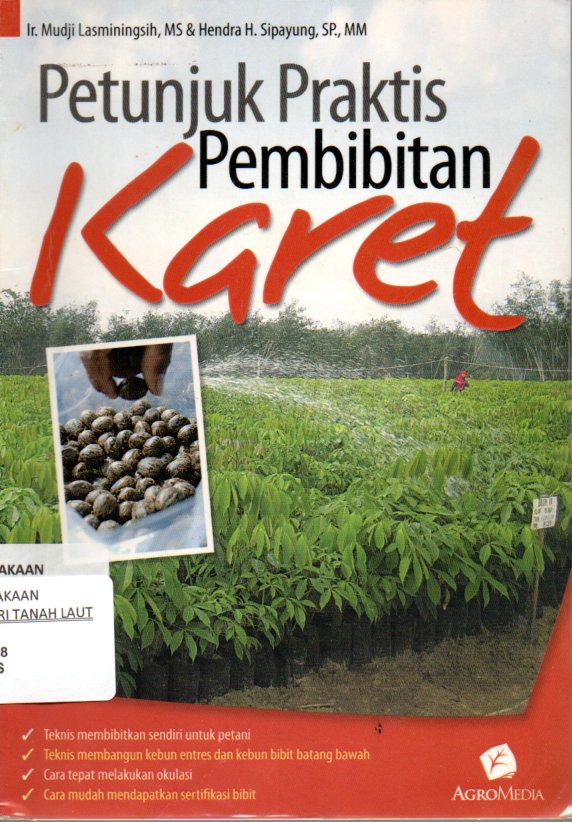 Ir. Mudji Lasminingsih, MS & Hendra H. Sipayung, SP., MM
Petunjuk Praktis
Pembibitan
Karet
AKAAN
AKAAN
RI TANAH LAUT
8
S
✓ Teknis membibitkan sendiri untuk petani
✓ Teknis membangun kebun entres dan kebun bibit batang bawah
✓ Cara tepat melakukan okulasi
✓ Cara mudah mendapatkan sertifikasi bibit
AGROMEDIA